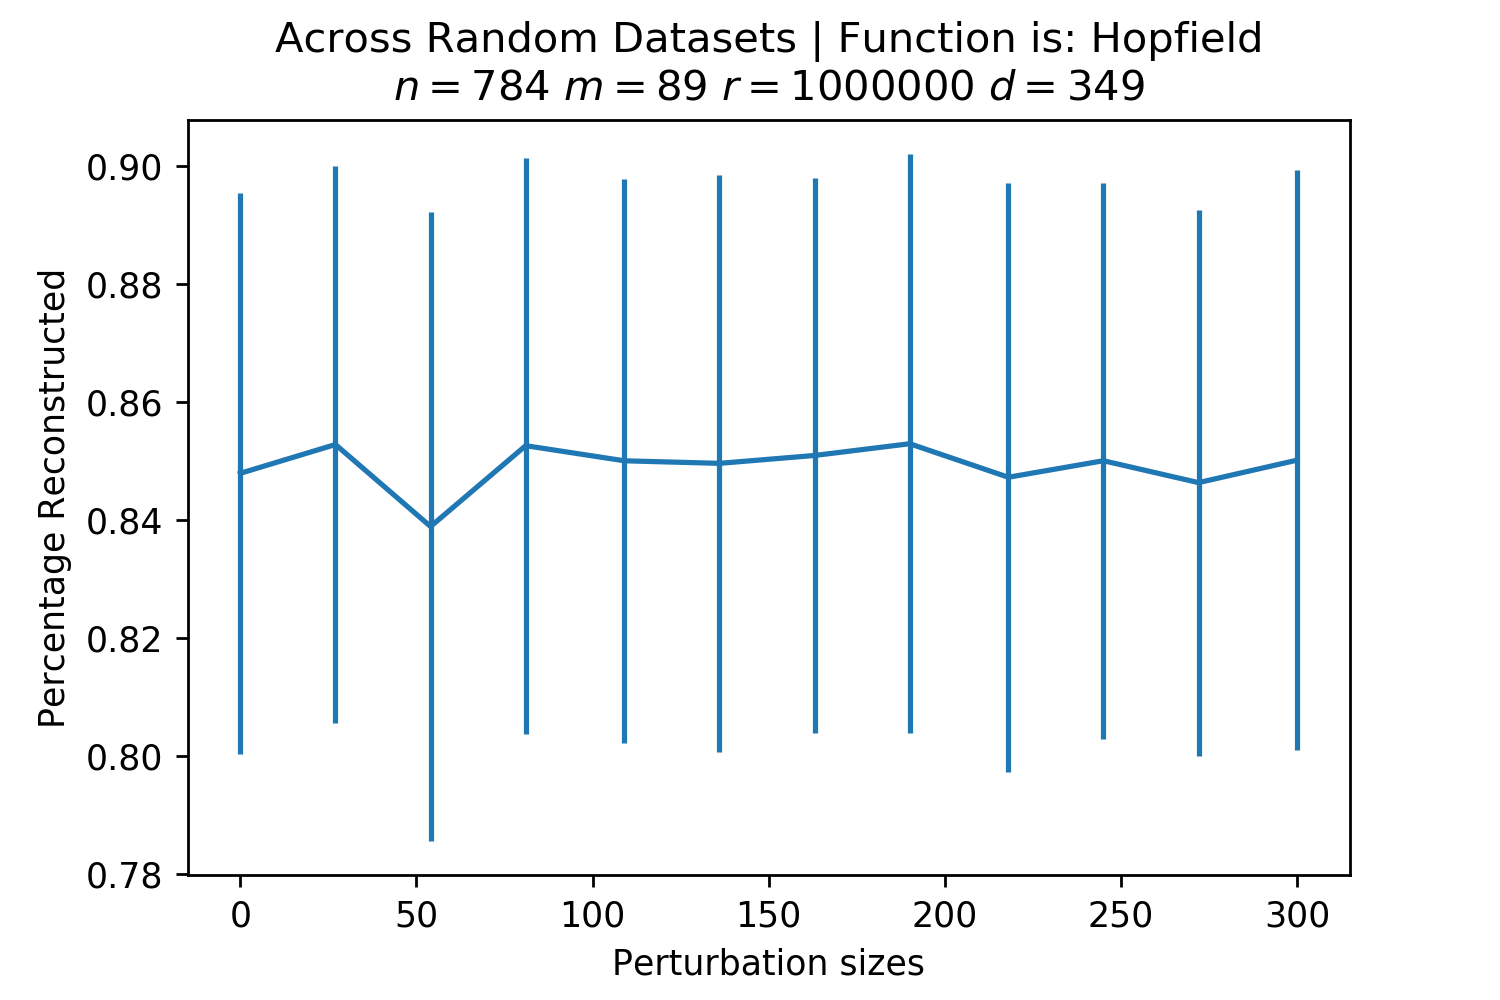 Across Random Datasets | Function is: Hopfield
n = 784 m = 89 r = 1000000 d = 349
0.90
0.88
0.86
0.84
0.82
0.80
0.78
Percentage Reconstructed
0 50 100 150 200 250 300
Perturbation sizes